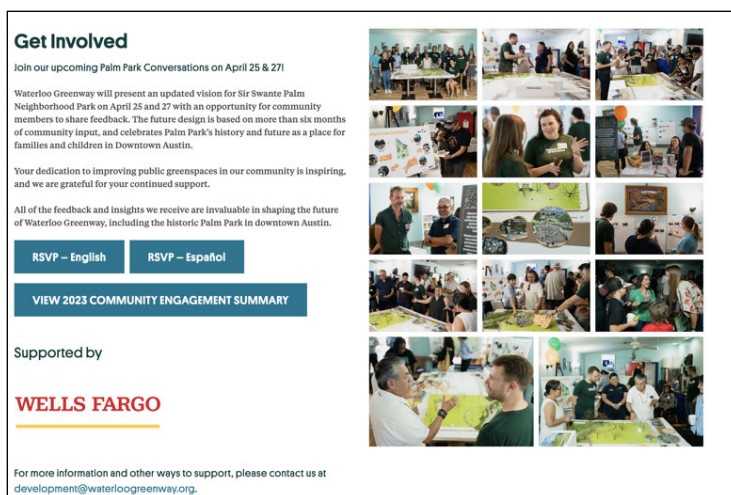 Get Involved
Join our upcoming Palm Park Conversations on April 25 & 27!
Waterloo Greenway will present an updated vision for Sir Swante Palm
Neighborhood Park on April 25 and 27 with an opportunity for community
members to share feedback. The future design is based on more than six months
of community input, and celebrates Palm Park's history and future as a place for
families and children in Downtown Austin.
Your dedication to improving public greenspaces in our community is inspiring,
and we are grateful for your continued support.
All of the feedback and insights we receive are invaluable in shaping the future
of Waterloo Greenway, including the historic Palm Park in downtown Austin.
RSVP – English
RSVP – Español
VIEW 2023 COMMUNITY ENGAGEMENT SUMMARY
Supported by
WELLS FARGO
For more information and other ways to support, please contact us at
development@waterloogreenway.org.